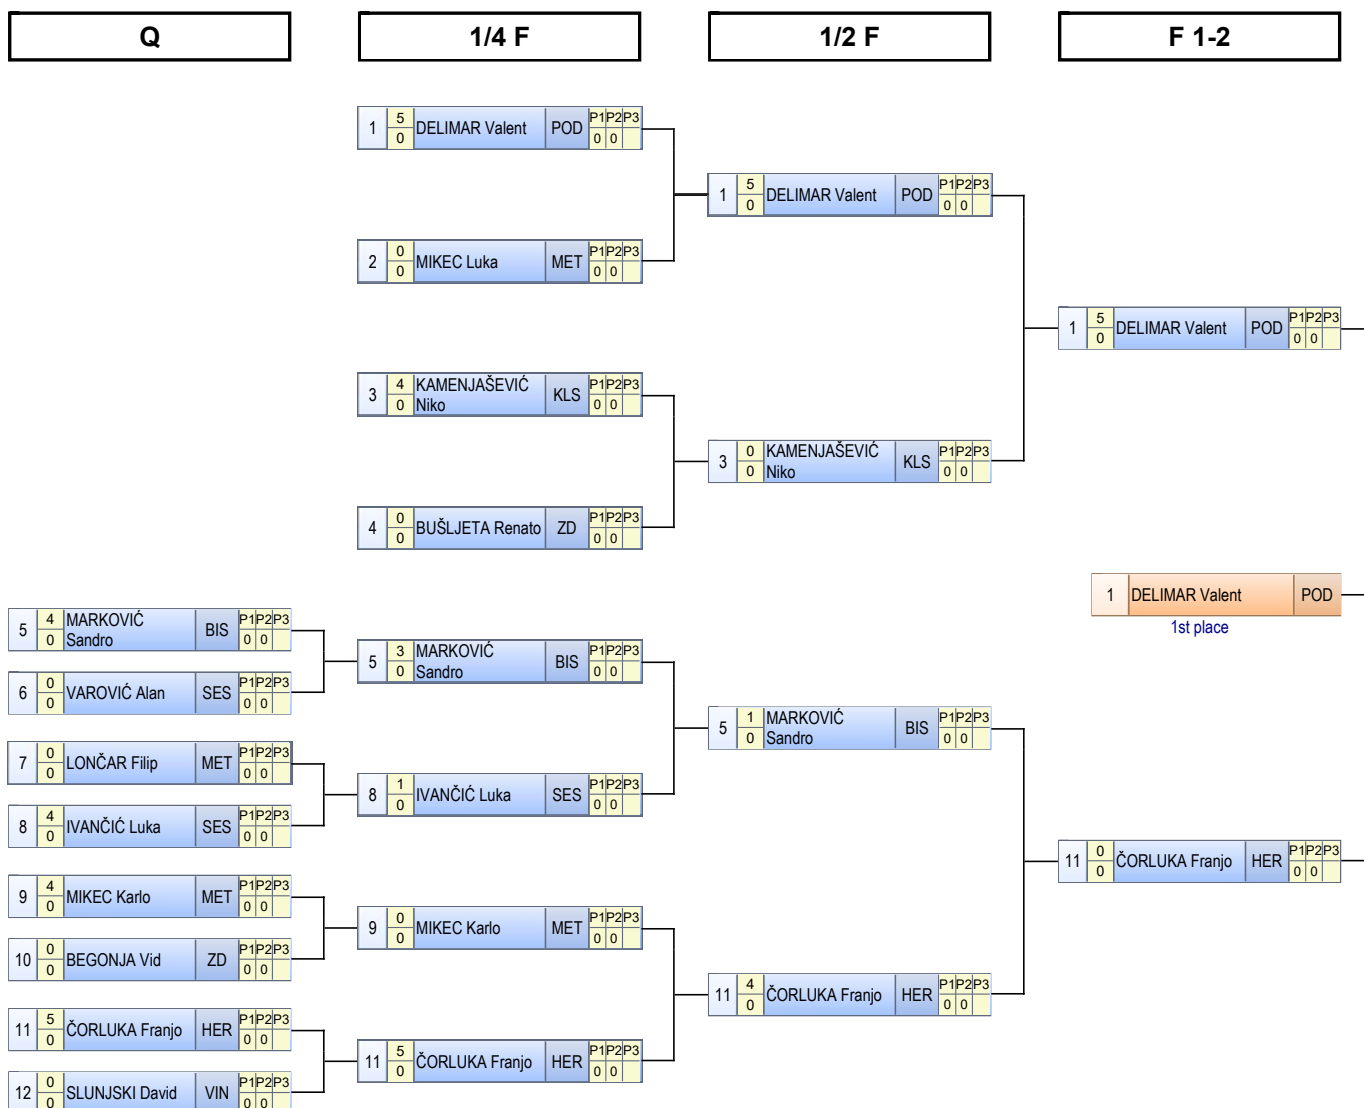 Q 1/4 F 1/2 F F 1-2
1 5 DELIMAR Valent POD P1 P2 P3
0 0 0
1 5 DELIMAR Valent POD P1 P2 P3
0 0 0
2 0 MIKEC Luka MET P1 P2 P3
0 0 0
1 5 DELIMAR Valent POD P1 P2 P3
0 0 0
3 4 KAMENJAŠEVIĆ KLS P1 P2 P3
0 Niko 0 0
3 0 KAMENJAŠEVIĆ KLS P1 P2 P3
0 Niko 0 0
4 0 BUŠLJETA Renato ZD P1 P2 P3
0 0 0
1 DELIMAR Valent POD
1st place
5 4 MARKOVIĆ BIS P1 P2 P3
0 Sandro 0 0
5 3 MARKOVIĆ BIS P1 P2 P3
0 Sandro 0 0
6 0 VAROVIĆ Alan SES P1 P2 P3
0 0 0
5 1 MARKOVIĆ BIS P1 P2 P3
0 Sandro 0 0
7 0 LONČAR Filip MET P1 P2 P3
0 0 0
8 1 IVANČIĆ Luka SES P1 P2 P3
0 0 0
8 4 IVANČIĆ Luka SES P1 P2 P3
0 0 0
11 0 ČORLUKA Franjo HER P1 P2 P3
0 0 0
9 4 MIKEC Karlo MET P1 P2 P3
0 0 0
9 0 MIKEC Karlo MET P1 P2 P3
0 0 0
10 0 BEGONJA Vid ZD P1 P2 P3
0 0 0
11 4 ČORLUKA Franjo HER P1 P2 P3
0 0 0
11 5 ČORLUKA Franjo HER P1 P2 P3
0 0 0
11 5 ČORLUKA Franjo HER P1 P2 P3
0 0 0
12 0 SLUNJSKI David VIN P1 P2 P3
0 0 0